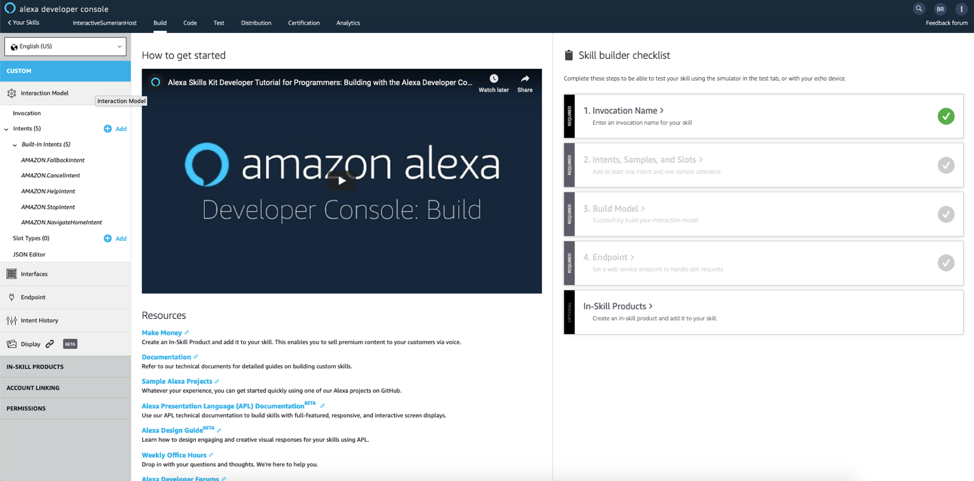 alexa developer console
BR
Your Skills
InteractiveSumerianHost
Build
Code
Test
Distribution
Certification
Analytics
Feedback forum
English (US)
CUSTOM
Interaction Model
Interaction Model
Invocation
Intents (5)
Add
Built-In Intents (5)
AMAZON.FallbackIntent
AMAZON.CancelIntent
AMAZON.HelpIntent
AMAZON.StopIntent
AMAZON.NavigateHomeIntent
Slot Types (0)
Add
JSON Editor
Interfaces
Endpoint
Intent History
Display
BETA
IN-SKILL PRODUCTS
ACCOUNT LINKING
PERMISSIONS
How to get started
Alexa Skills Kit Developer Tutorial for Programmers: Building with the Alexa Developer Co...
Watch later
Share
amazon alexa
Developer Console: Build
Resources
Make Money
Create an In-Skill Product and add it to your skill. This enables you to sell premium content to your customers via voice.
Documentation
Refer to our technical documents for detailed guides on building custom skills.
Sample Alexa Projects
Whatever your experience, you can get started quickly using one of our Alexa projects on GitHub.
Alexa Presentation Language (APL) Documentation BETA
Use our APL technical documentation to build skills with full-featured, responsive, and interactive screen displays.
Alexa Design Guide BETA
Learn how to design engaging and creative visual responses for your skills using APL.
Weekly Office Hours
Drop in with your questions and thoughts. We're here to help you.
Alexa Developer Forums
Skill builder checklist
Complete these steps to be able to test your skill using the simulator in the test tab, or with your echo device.
REQUIRED
1. Invocation Name >
Enter an invocation name for your skill
REQUIRED
2. Intents, Samples, and Slots >
Add at least one intent and one sample utterance
REQUIRED
3. Build Model >
Successfully build your interaction model
REQUIRED
4. Endpoint >
Set a web service endpoint to handle skill requests
OPTIONAL
In-Skill Products >
Create an in-skill product and add it to your skill.